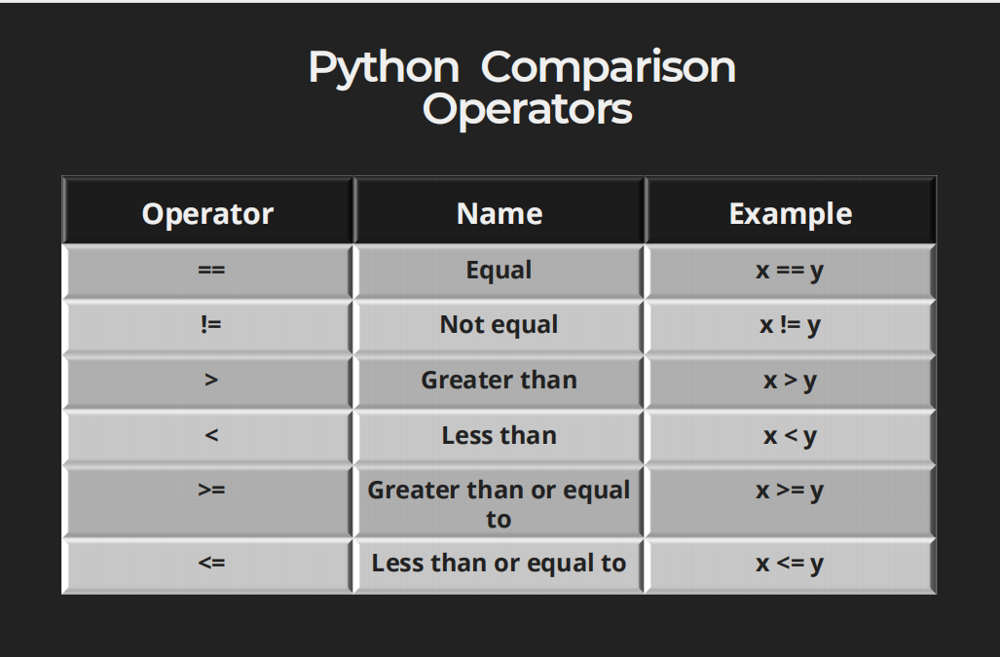 Python Comparison
Operators
Operator Name Example
== Equal x == y
!= Not equal x != y
> Greater than x > y
< Less than x < y
>= Greater than or equal x >= y
to
<= Less than or equal to x <= y